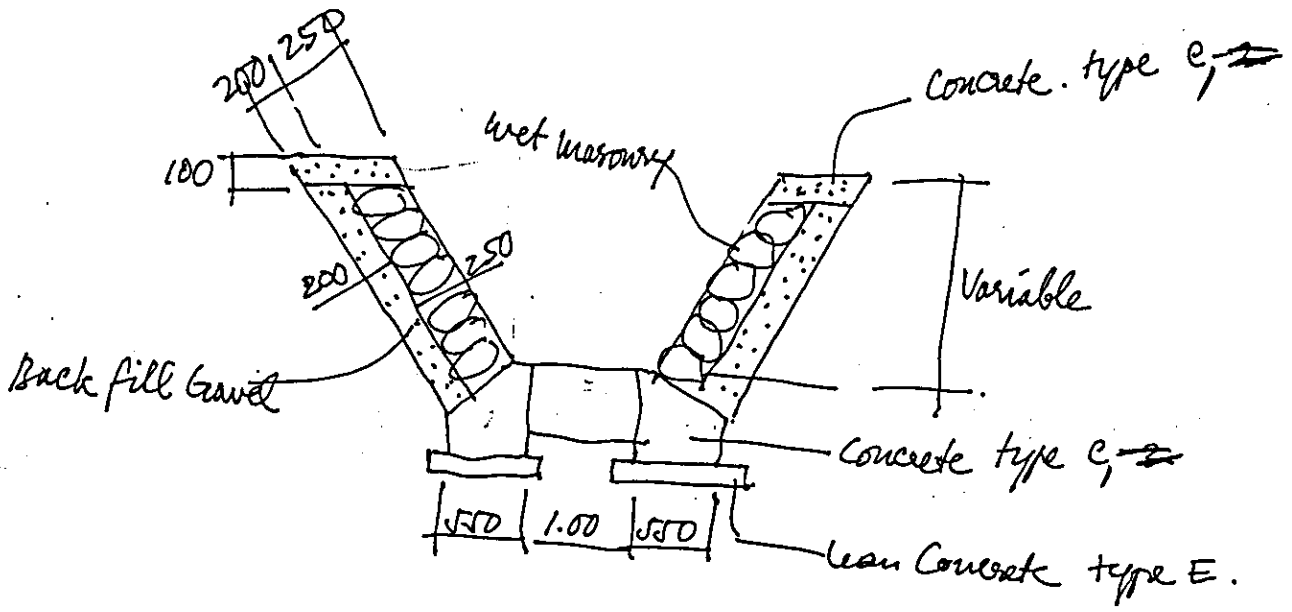 200 250
Concrete. type C,
wet masonry
100
200 250
Variable
Back fill Gravel
Concrete type C,
550 1.00 550
lean Concrete type E.